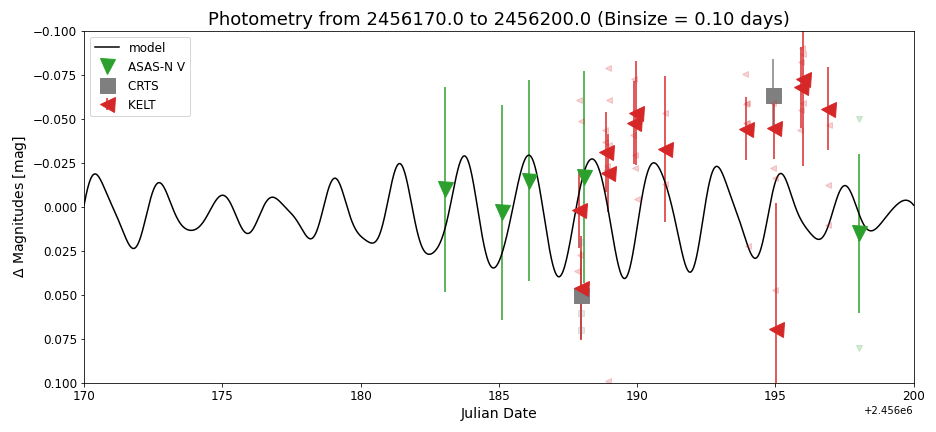 Photometry from 2456170.0 to 2456200.0 (Binsize = 0.10 days)
model
ASAS-N V
CRTS
KELT
Δ Magnitudes [mag]
−0.100
−0.075
−0.050
−0.025
0.000
0.025
0.050
0.075
0.100
170 175 180 185 190 195 200
+2.456e6
Julian Date